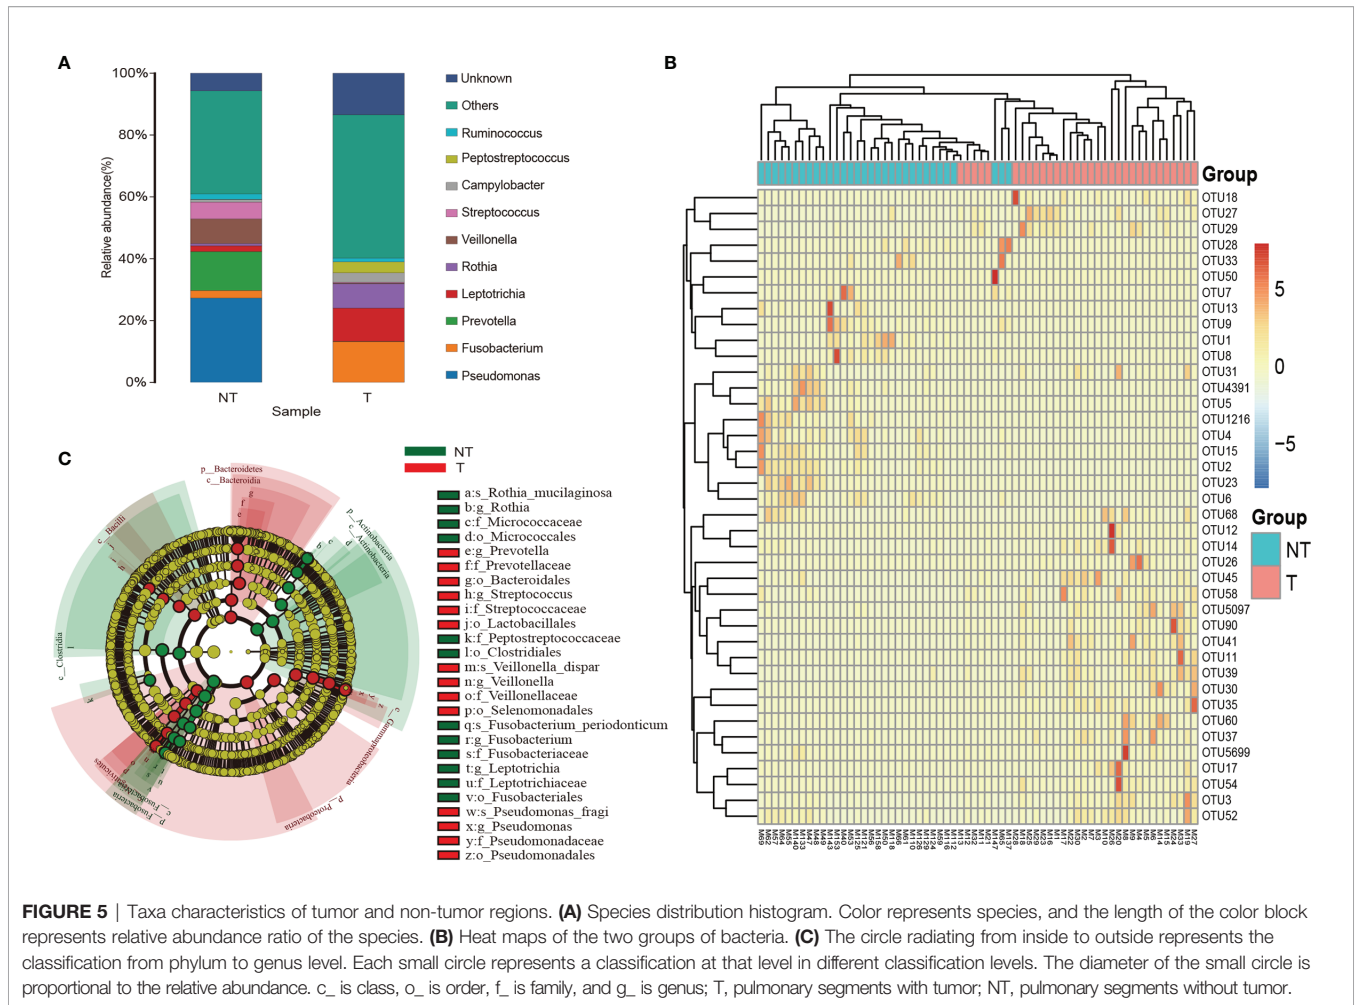 A
100%
80%
60%
40%
20%
0%
Relative abundance(%)
NT
T
Sample
Unknown
Others
Ruminococcus
Peptostreptococcus
Campylobacter
Streptococcus
Veillonella
Rothia
Leptotrichia
Prevotella
Fusobacterium
Pseudomonas
B
Group
OTU18
OTU27
OTU29
OTU28
OTU33
OTU50
OTU7
OTU13
OTU9
OTU1
OTU8
OTU31
OTU4391
OTU5
OTU1216
OTU4
OTU15
OTU2
OTU23
OTU6
OTU68
OTU12
OTU14
OTU26
OTU45
OTU58
OTU5097
OTU90
OTU41
OTU11
OTU39
OTU30
OTU35
OTU60
OTU37
OTU5699
OTU17
OTU54
OTU3
OTU52
5
0
−5
Group
NT
T
C
NT
T
p__Bacteroidetes
c__Bacteroidia
g
f
e
p__Actinobacteria
c__Actinobacteria
c__Bacilli
c__Clostridia
c__Gammaproteobacteria
p__Proteobacteria
p__Fusobacteria
a:s_Rothia_mucilaginosa
b:g_Rothia
c:f_Micrococcaceae
d:o_Micrococcales
e:g_Prevotella
f:f_Prevotellaceae
g:o_Bacteroidales
h:g_Streptococcus
i:f_Streptococcaceae
j:o_Lactobacillales
k:f_Peptostreptococcaceae
l:o_Clostridiales
m:s_Veillonella_dispar
n:g_Veillonella
o:f_Veillonellaceae
p:o_Selenomonadales
q:s_Fusobacterium_periodonticum
r:g_Fusobacterium
s:f_Fusobacteriaceae
t:g_Leptotrichia
u:f_Leptotrichiaceae
v:o_Fusobacteriales
w:s_Pseudomonas_fragi
x:g_Pseudomonas
y:f_Pseudomonadaceae
z:o_Pseudomonadales
FIGURE 5 | Taxa characteristics of tumor and non-tumor regions. (A) Species distribution histogram. Color represents species, and the length of the color block
represents relative abundance ratio of the species. (B) Heat maps of the two groups of bacteria. (C) The circle radiating from inside to outside represents the
classification from phylum to genus level. Each small circle represents a classification at that level in different classification levels. The diameter of the small circle is
proportional to the relative abundance. c_ is class, o_ is order, f_ is family, and g_ is genus; T, pulmonary segments with tumor; NT, pulmonary segments without tumor.